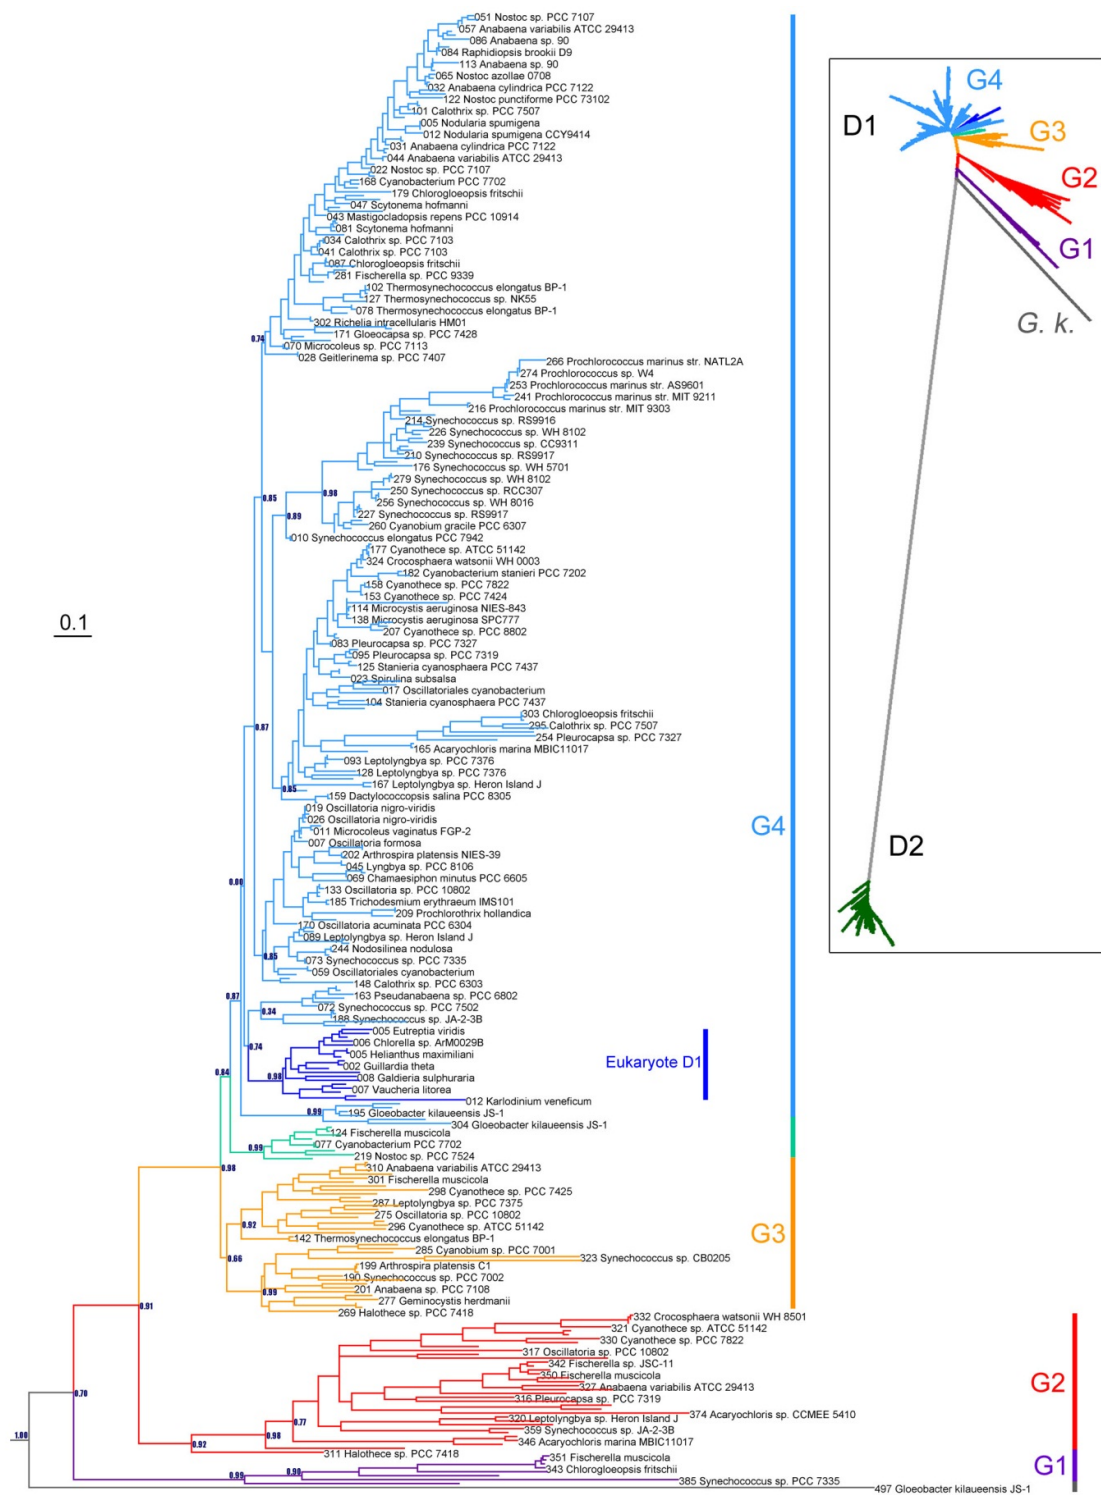 051 Nostoc sp. PCC 7107
057 Anabaena variabilis ATCC 29413
086 Anabaena sp. 90
084 Raphidiopsis brookii D9
113 Anabaena sp. 90
065 Nostoc azollae 0708
032 Anabaena cylindrica PCC 7122
122 Nostoc punctiforme PCC 73102
101 Calothrix sp. PCC 7507
005 Nodularia spumigena
012 Nodularia spumigena CCY9414
031 Anabaena cylindrica PCC 7122
044 Anabaena variabilis ATCC 29413
022 Nostoc sp. PCC 7107
168 Cyanobacterium PCC 7702
179 Chlorogloeopsis fritschii
047 Scytonema hofmanni
043 Mastigocladopsis repens PCC 10914
081 Scytonema hofmanni
034 Calothrix sp. PCC 7103
041 Calothrix sp. PCC 7103
087 Chlorogloeopsis fritschii
281 Fischerella sp. PCC 9339
102 Thermosynechococcus elongatus BP-1
127 Thermosynechococcus sp. NK55
078 Thermosynechococcus elongatus BP-1
302 Richelia intracellularis HM01
171 Gloeocapsa sp. PCC 7428
0.74
070 Microcoleus sp. PCC 7113
028 Geitlerinema sp. PCC 7407
266 Prochlorococcus marinus str. NATL2A
274 Prochlorococcus sp. W4
253 Prochlorococcus marinus str. AS9601
241 Prochlorococcus marinus str. MIT 9211
216 Prochlorococcus marinus str. MIT 9303
214 Synechococcus sp. RS9916
226 Synechococcus sp. WH 8102
239 Synechococcus sp. CC9311
210 Synechococcus sp. RS9917
176 Synechococcus sp. WH 5701
279 Synechococcus sp. WH 8102
250 Synechococcus sp. RCC307
0.98
0.85
256 Synechococcus sp. WH 8016
227 Synechococcus sp. RS9917
0.89
260 Cyanobium gracile PCC 6307
010 Synechococcus elongatus PCC 7942
177 Cyanothece sp. ATCC 51142
324 Crocosphaera watsonii WH 0003
182 Cyanobacterium stanieri PCC 7202
158 Cyanothece sp. PCC 7822
153 Cyanothece sp. PCC 7424
114 Microcystis aeruginosa NIES-843
138 Microcystis aeruginosa SPC777
0.1
207 Cyanothece sp. PCC 8802
083 Pleurocapsa sp. PCC 7327
095 Pleurocapsa sp. PCC 7319
125 Stanieria cyanosphaera PCC 7437
023 Spirulina subsalsa
017 Oscillatoriales cyanobacterium
104 Stanieria cyanosphaera PCC 7437
303 Chlorogloeopsis fritschii
0.87
295 Calothrix sp. PCC 7507
254 Pleurocapsa sp. PCC 7327
165 Acaryochloris marina MBIC11017
093 Leptolyngbya sp. PCC 7376
128 Leptolyngbya sp. PCC 7376
167 Leptolyngbya sp. Heron Island J
0.85
159 Dactylococcopsis salina PCC 8305
019 Oscillatoria nigro-viridis
026 Oscillatoria nigro-viridis
G4
011 Microcoleus vaginatus FGP-2
007 Oscillatoria formosa
202 Arthrospira platensis NIES-39
045 Lyngbya sp. PCC 8106
069 Chamaesiphon minutus PCC 6605
133 Oscillatoria sp. PCC 10802
185 Trichodesmium erythraeum IMS101
209 Prochlorothrix hollandica
170 Oscillatoria acuminata PCC 6304
089 Leptolyngbya sp. Heron Island J
244 Nodosilinea nodulosa
0.85
073 Synechococcus sp. PCC 7335
059 Oscillatoriales cyanobacterium
148 Calothrix sp. PCC 6303
0.87
163 Pseudanabaena sp. PCC 6802
072 Synechococcus sp. PCC 7502
0.34
188 Synechococcus sp. JA-2-3B
005 Eutreptia viridis
006 Chlorella sp. ArM0029B
0.74
005 Helianthus maximiliani
002 Guillardia theta
Eukaryote D1
0.84
0.98
008 Galdieria sulphuraria
007 Vaucheria litorea
012 Karlodinium veneficum
0.99
195 Gloeobacter kilaueensis JS-1
304 Gloeobacter kilaueensis JS-1
124 Fischerella muscicola
077 Cyanobacterium PCC 7702
0.99
219 Nostoc sp. PCC 7524
0.98
310 Anabaena variabilis ATCC 29413
301 Fischerella muscicola
298 Cyanothece sp. PCC 7425
287 Leptolyngbya sp. PCC 7375
275 Oscillatoria sp. PCC 10802
0.92
296 Cyanothece sp. ATCC 51142
G3
142 Thermosynechococcus elongatus BP-1
285 Cyanobium sp. PCC 7001
0.66
323 Synechococcus sp. CB0205
199 Arthrospira platensis C1
190 Synechococcus sp. PCC 7002
0.99
201 Anabaena sp. PCC 7108
277 Geminocystis herdmanii
0.91
269 Halothece sp. PCC 7418
332 Crocosphaera watsonii WH 8501
321 Cyanothece sp. ATCC 51142
330 Cyanothece sp. PCC 7822
317 Oscillatoria sp. PCC 10802
342 Fischerella sp. JSC-11
350 Fischerella muscicola
G2
327 Anabaena variabilis ATCC 29413
0.78
316 Pleurocapsa sp. PCC 7319
374 Acaryochloris sp. CCMEE 5410
320 Leptolyngbya sp. Heron Island J
0.77
359 Synechococcus sp. JA-2-3B
1.00
0.98
346 Acaryochloris marina MBIC11017
0.92
311 Halothece sp. PCC 7418
351 Fischerella muscicola
G1
0.90
343 Chlorogloeopsis fritschii
0.99
385 Synechococcus sp. PCC 7335
497 Gloeobacter kilaueensis JS-1
G4
D1
G3
G2
G1
G. k.
D2